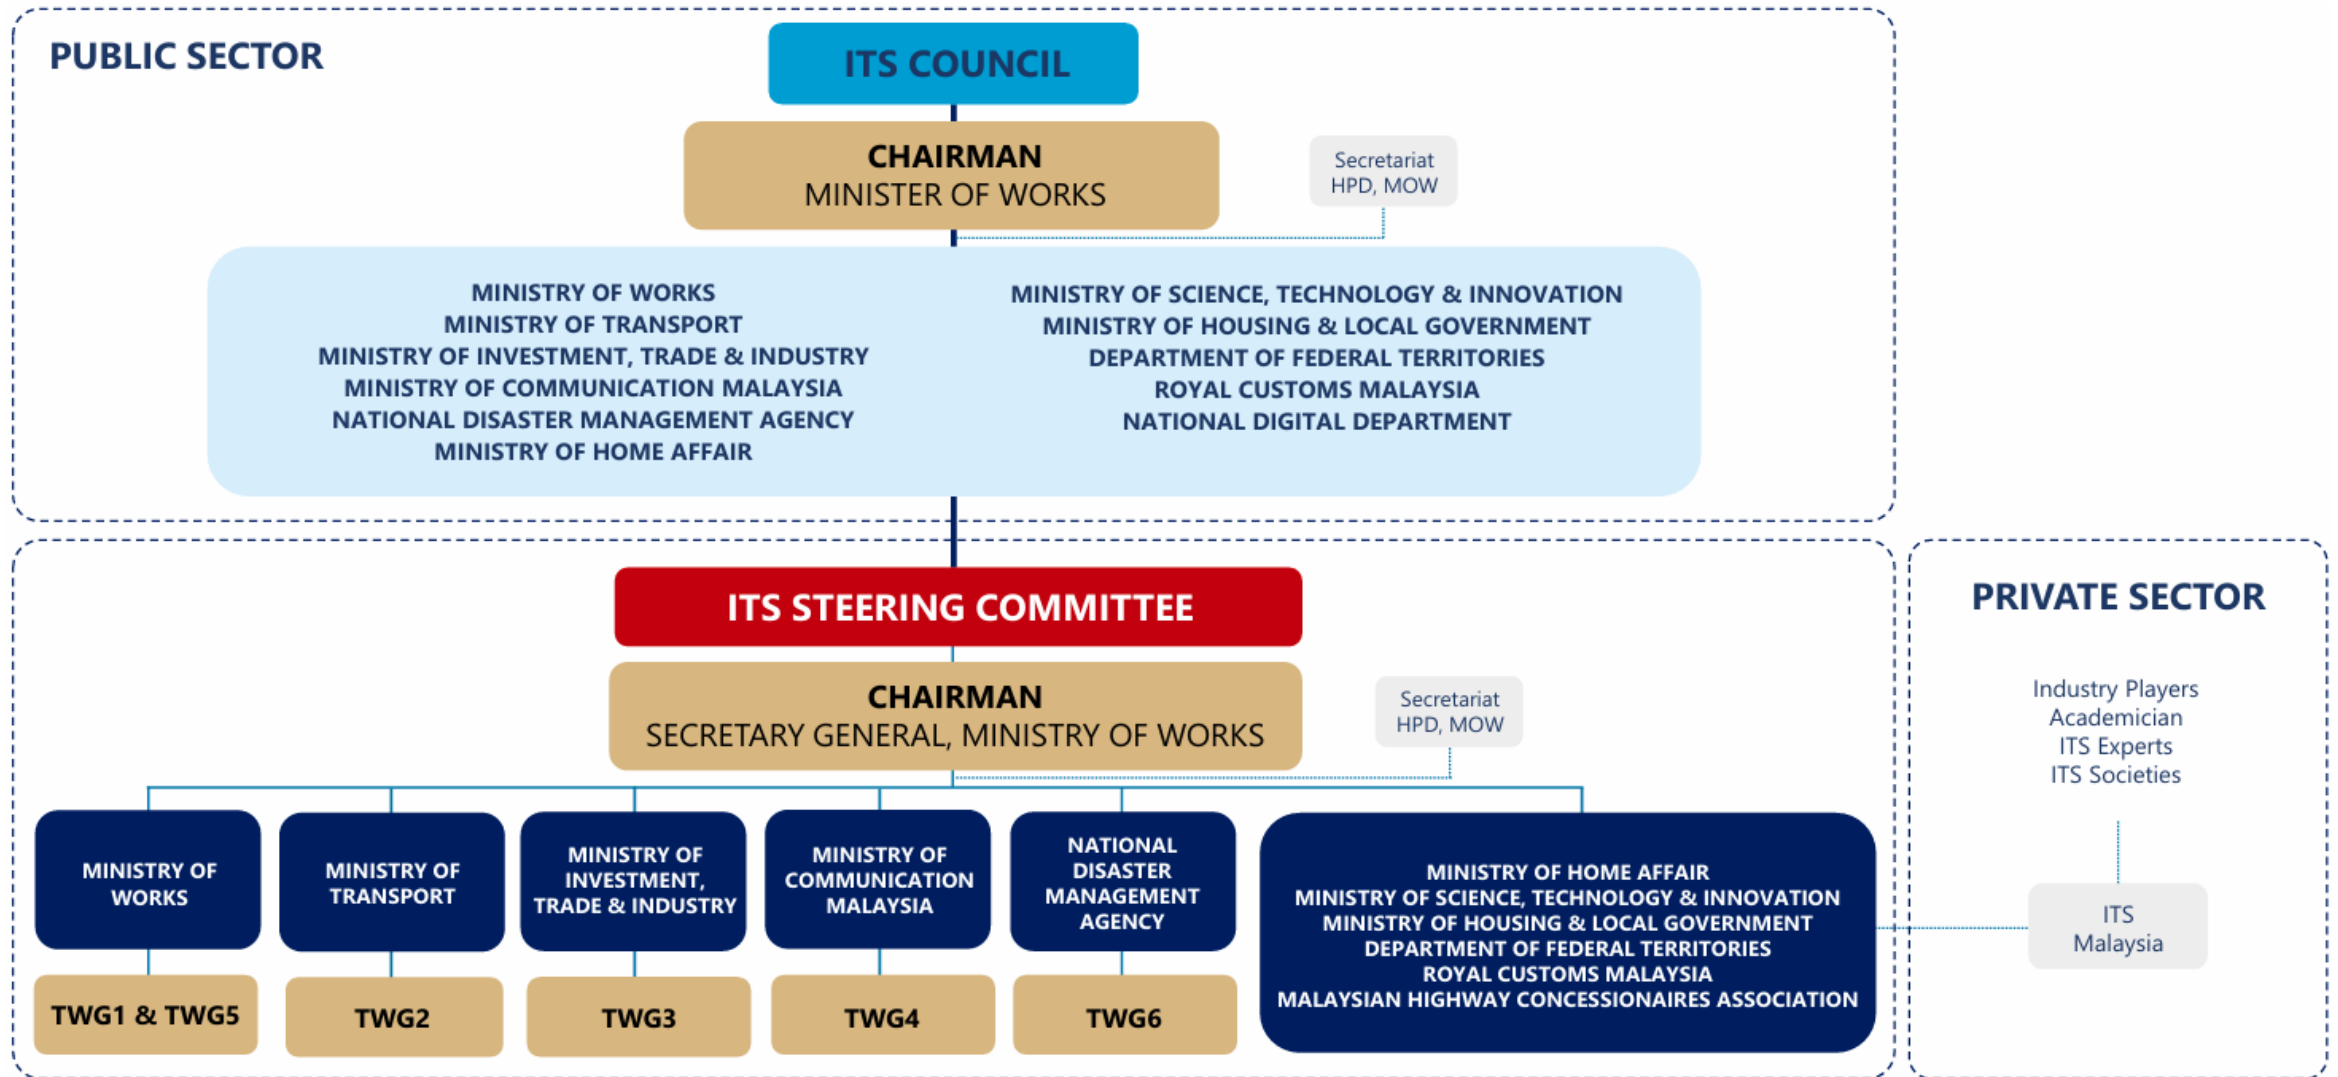 PUBLIC SECTOR
ITS COUNCIL
CHAIRMAN
MINISTER OF WORKS
Secretariat
HPD, MOW
MINISTRY OF WORKS
MINISTRY OF TRANSPORT
MINISTRY OF INVESTMENT, TRADE & INDUSTRY
MINISTRY OF COMMUNICATION MALAYSIA
NATIONAL DISASTER MANAGEMENT AGENCY
MINISTRY OF HOME AFFAIR
MINISTRY OF SCIENCE, TECHNOLOGY & INNOVATION
MINISTRY OF HOUSING & LOCAL GOVERNMENT
DEPARTMENT OF FEDERAL TERRITORIES
ROYAL CUSTOMS MALAYSIA
NATIONAL DIGITAL DEPARTMENT
ITS STEERING COMMITTEE
CHAIRMAN
SECRETARY GENERAL, MINISTRY OF WORKS
Secretariat
HPD, MOW
MINISTRY OF
WORKS
MINISTRY OF
TRANSPORT
MINISTRY OF
INVESTMENT,
TRADE & INDUSTRY
MINISTRY OF
COMMUNICATION
MALAYSIA
NATIONAL
DISASTER
MANAGEMENT
AGENCY
MINISTRY OF HOME AFFAIR
MINISTRY OF SCIENCE, TECHNOLOGY & INNOVATION
MINISTRY OF HOUSING & LOCAL GOVERNMENT
DEPARTMENT OF FEDERAL TERRITORIES
ROYAL CUSTOMS MALAYSIA
MALAYSIAN HIGHWAY CONCESSIONAIRES ASSOCIATION
TWG1 & TWG5
TWG2
TWG3
TWG4
TWG6
PRIVATE SECTOR
Industry Players
Academician
ITS Experts
ITS Societies
ITS
Malaysia